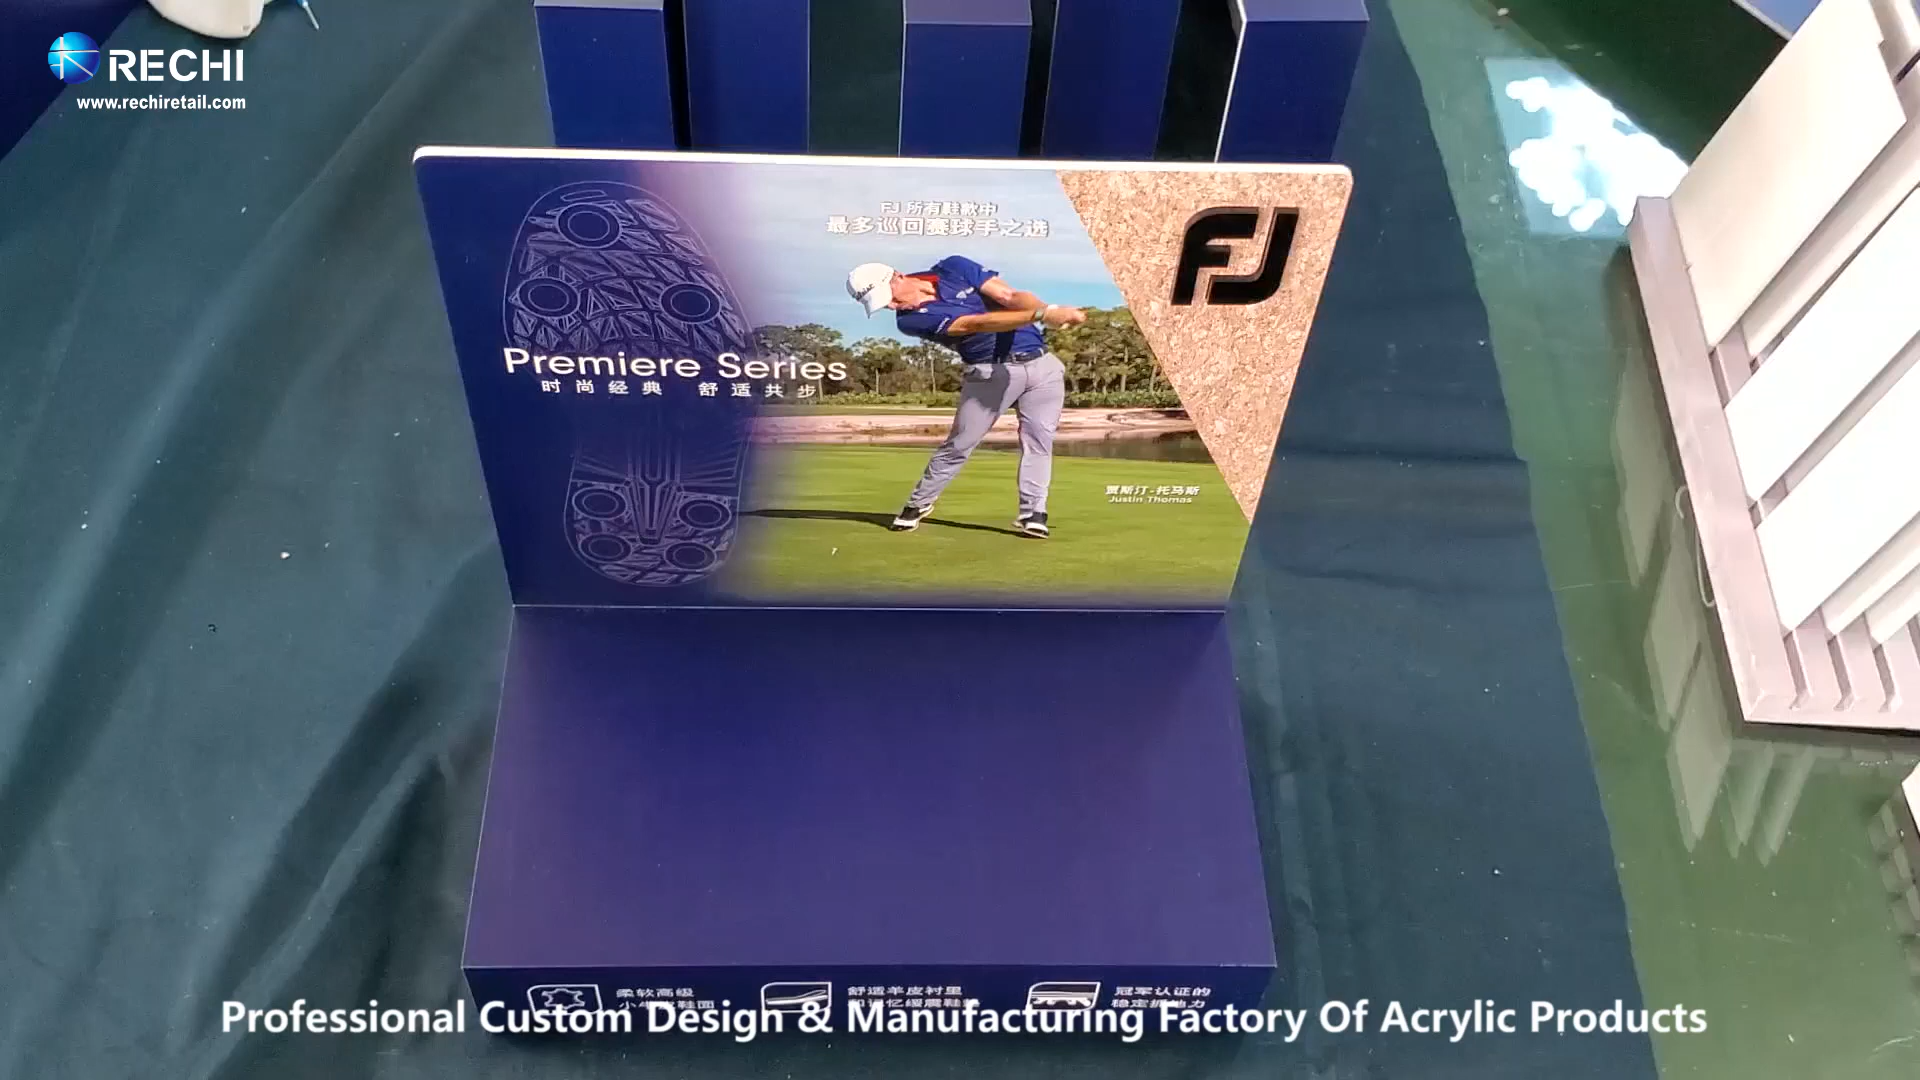 RECHI
www.rechiretail.com
FJ 所有鞋款中
最多巡回赛球手之选
FJ
Premiere Series
时尚经典 舒适共步
贾斯汀-托马斯
Justin Thomas
柔软高级
舒适羊皮衬里
冠军认证的
Professional Custom Design & Manufacturing Factory Of Acrylic Products